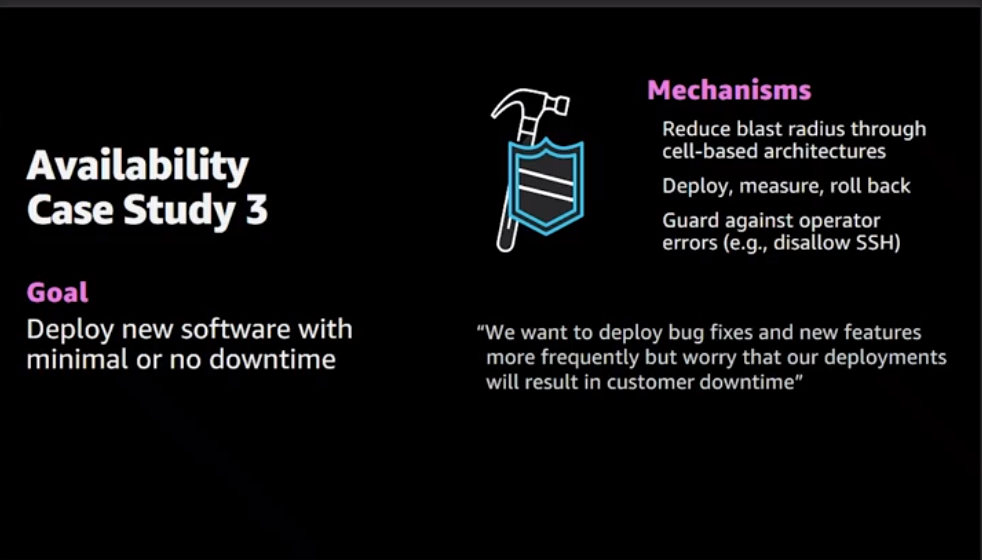 Availability
Case Study 3
Goal
Deploy new software with
minimal or no downtime
Mechanisms
Reduce blast radius through
cell-based architectures
Deploy, measure, roll back
Guard against operator
errors (e.g., disallow SSH)
“We want to deploy bug fixes and new features
more frequently but worry that our deployments
will result in customer downtime”